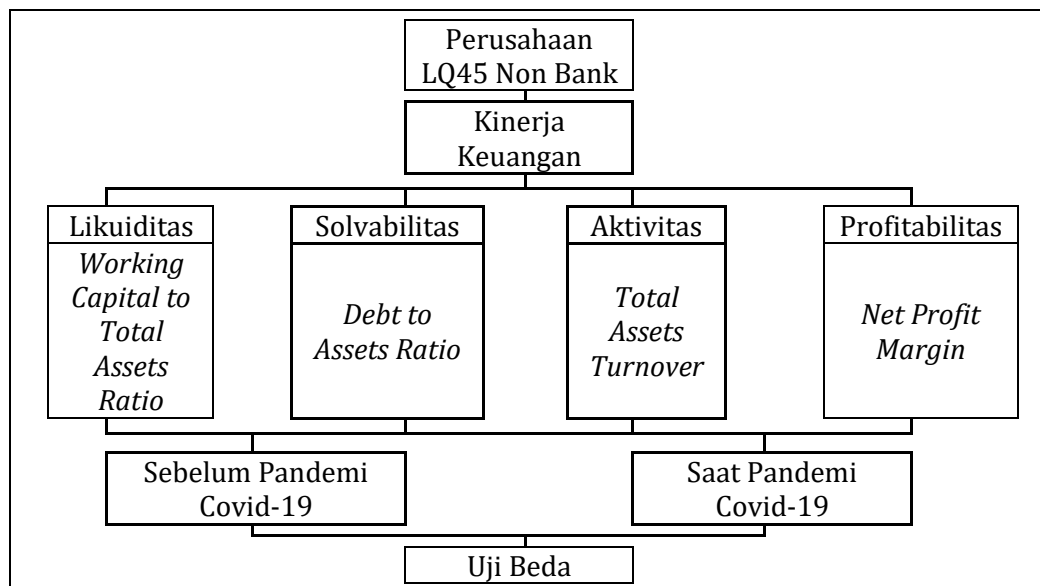 Perusahaan
LQ45 Non Bank
Kinerja
Keuangan
Likuiditas
Working
Capital to
Total
Assets
Ratio
Solvabilitas
Debt to
Assets Ratio
Aktivitas
Total
Assets
Turnover
Profitabilitas
Net Profit
Margin
Sebelum Pandemi
Covid-19
Saat Pandemi
Covid-19
Uji Beda